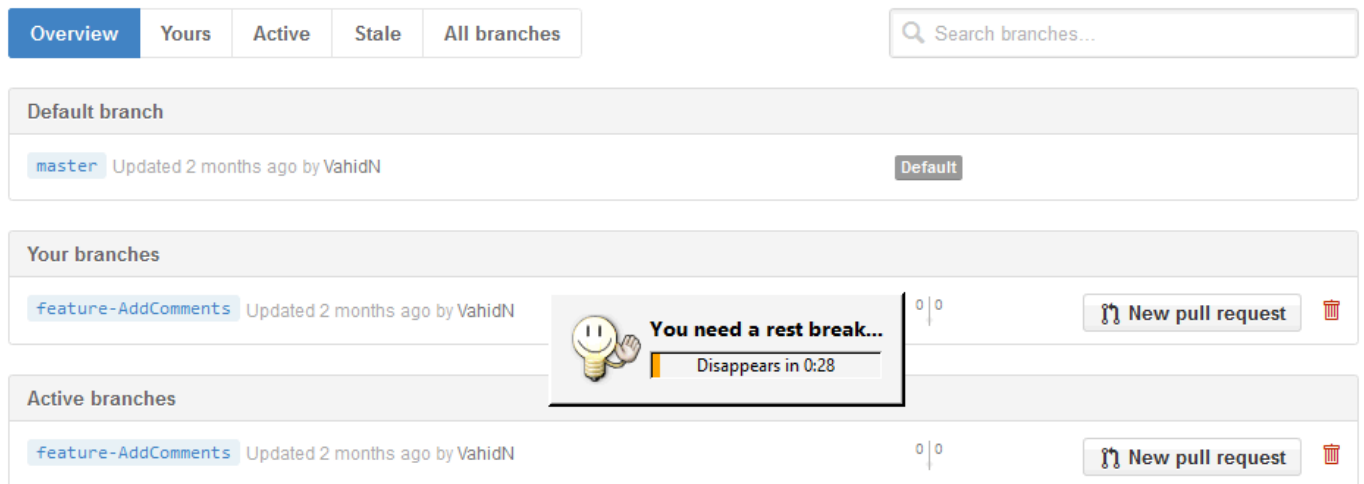 Overview Yours Active Stale All branches Search branches...
Default branch
master Updated 2 months ago by VahidN Default
Your branches
feature-AddComments Updated 2 months ago by VahidN 0 0 New pull request
You need a rest break...
Disappears in 0:28
Active branches
feature-AddComments Updated 2 months ago by VahidN 0 0 New pull request